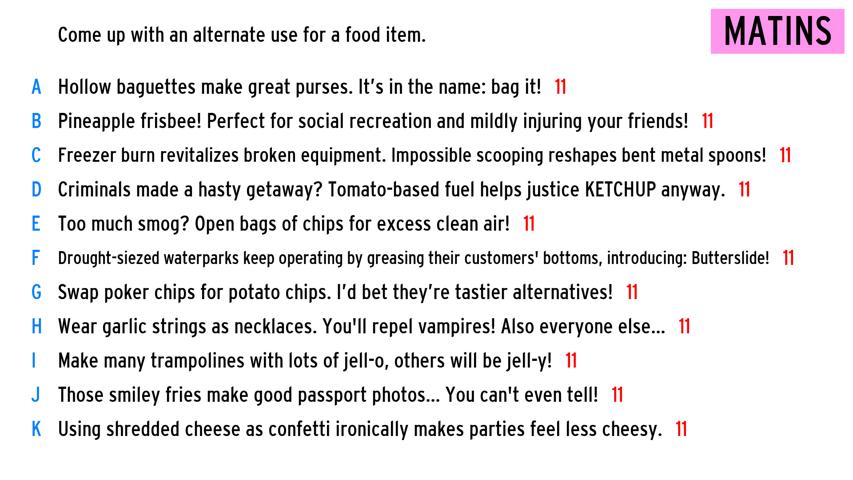 Come up with an alternate use for a food item.
MATINS
A Hollow baguettes make great purses. It's in the name: bag it! 11
B Pineapple frisbee! Perfect for social recreation and mildly injuring your friends! 11
C Freezer burn revitalizes broken equipment. Impossible scooping reshapes bent metal spoons! 11
D Criminals made a hasty getaway? Tomato-based fuel helps justice KETCHUP anyway. 11
E Too much smog? Open bags of chips for excess clean air! 11
F Drought-siezed waterparks keep operating by greasing their customers' bottoms, introducing: Butterslide! 11
G Swap poker chips for potato chips. I'd bet they're tastier alternatives! 11
H Wear garlic strings as necklaces. You'll repel vampires! Also everyone else... 11
I Make many trampolines with lots of jell-o, others will be jell-y! 11
J Those smiley fries make good passport photos... You can't even tell! 11
K Using shredded cheese as confetti ironically makes parties feel less cheesy. 11